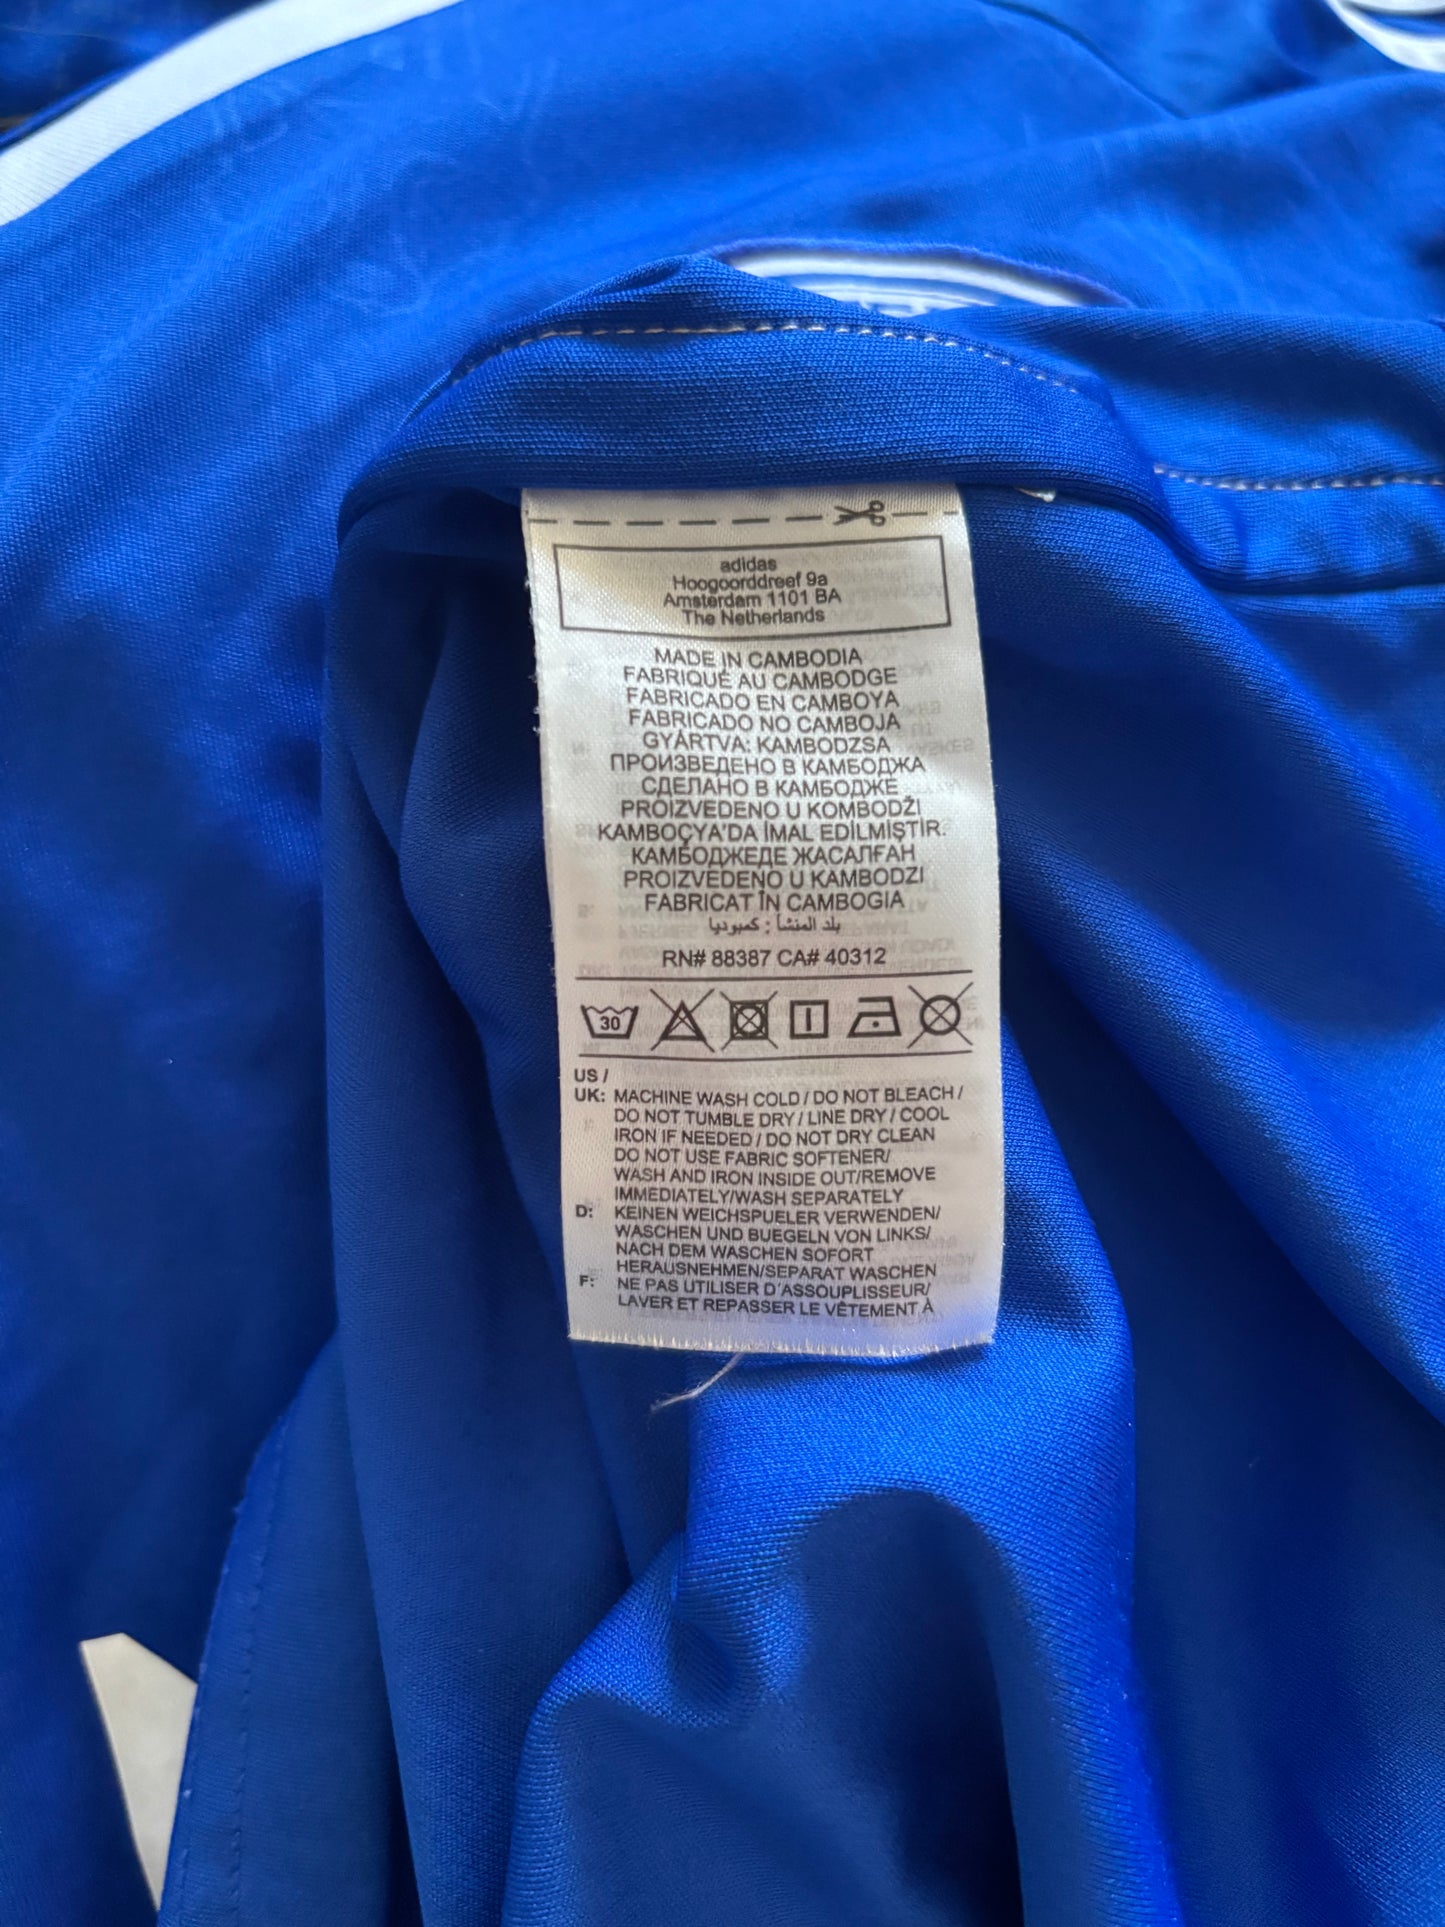 adidas
Hoogoorddreef 9a
Amsterdam 1101 BA
The Netherlands
MADE IN CAMBODIA
FABRIQUÉ AU CAMBODGE
FABRICADO EN CAMBOYA
FABRICADO NO CAMBOJA
GYÁRTVA: KAMBODZSA
ПРОИЗВЕДЕНО В КАМБОДЖА
СДЕЛАНО В КАМБОДЖЕ
PROIZVEDENO U KOMBODŽI
KAMBOÇYA'DA İMAL EDİLMİŞTİR.
КАМБОДЖЕДЕ ЖАСАЛҒАН
PROIZVEDENO U KAMBODZI
FABRICAT ÎN CAMBOGIA
بلد المنشأ : كمبوديا
RN# 88387 CA# 40312
30
US /
UK: MACHINE WASH COLD / DO NOT BLEACH /
DO NOT TUMBLE DRY / LINE DRY / COOL
IRON IF NEEDED / DO NOT DRY CLEAN
DO NOT USE FABRIC SOFTENER/
WASH AND IRON INSIDE OUT/REMOVE
IMMEDIATELY/WASH SEPARATELY
D: KEINEN WEICHSPUELER VERWENDEN/
WASCHEN UND BUEGELN VON LINKS/
NACH DEM WASCHEN SOFORT
HERAUSNEHMEN/SEPARAT WASCHEN
F: NE PAS UTILISER D'ASSOUPLISSEUR/
LAVER ET REPASSER LE VÊTEMENT À